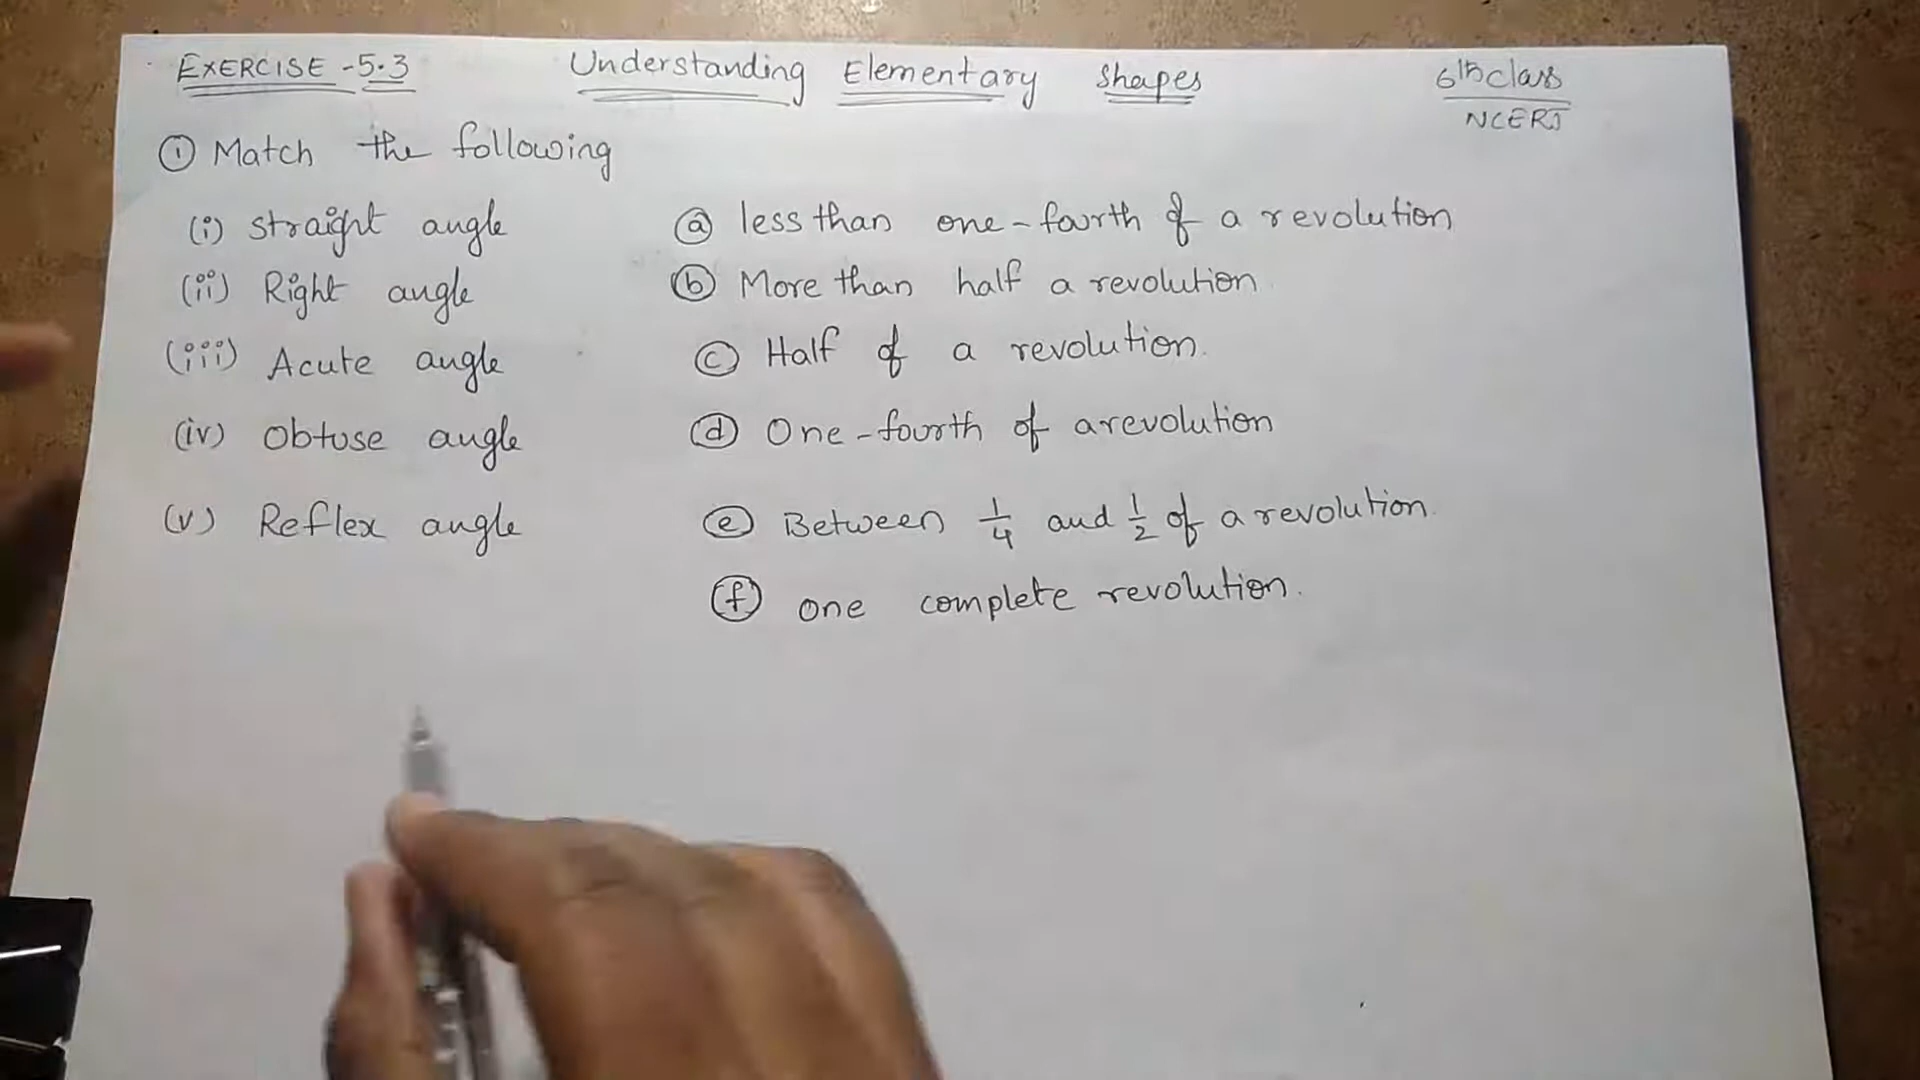 EXERCISE -5.3 Understanding Elementary Shapes 6th class
NCERT
① Match the following
(i) straight angle ⓐ less than one-fourth of a revolution
(ii) Right angle ⓑ More than half a revolution
(iii) Acute angle ⓒ Half of a revolution.
(iv) Obtuse angle ⓓ One-fourth of a revolution
(v) Reflex angle ⓔ Between 1/4 and 1/2 of a revolution.
ⓕ one complete revolution.